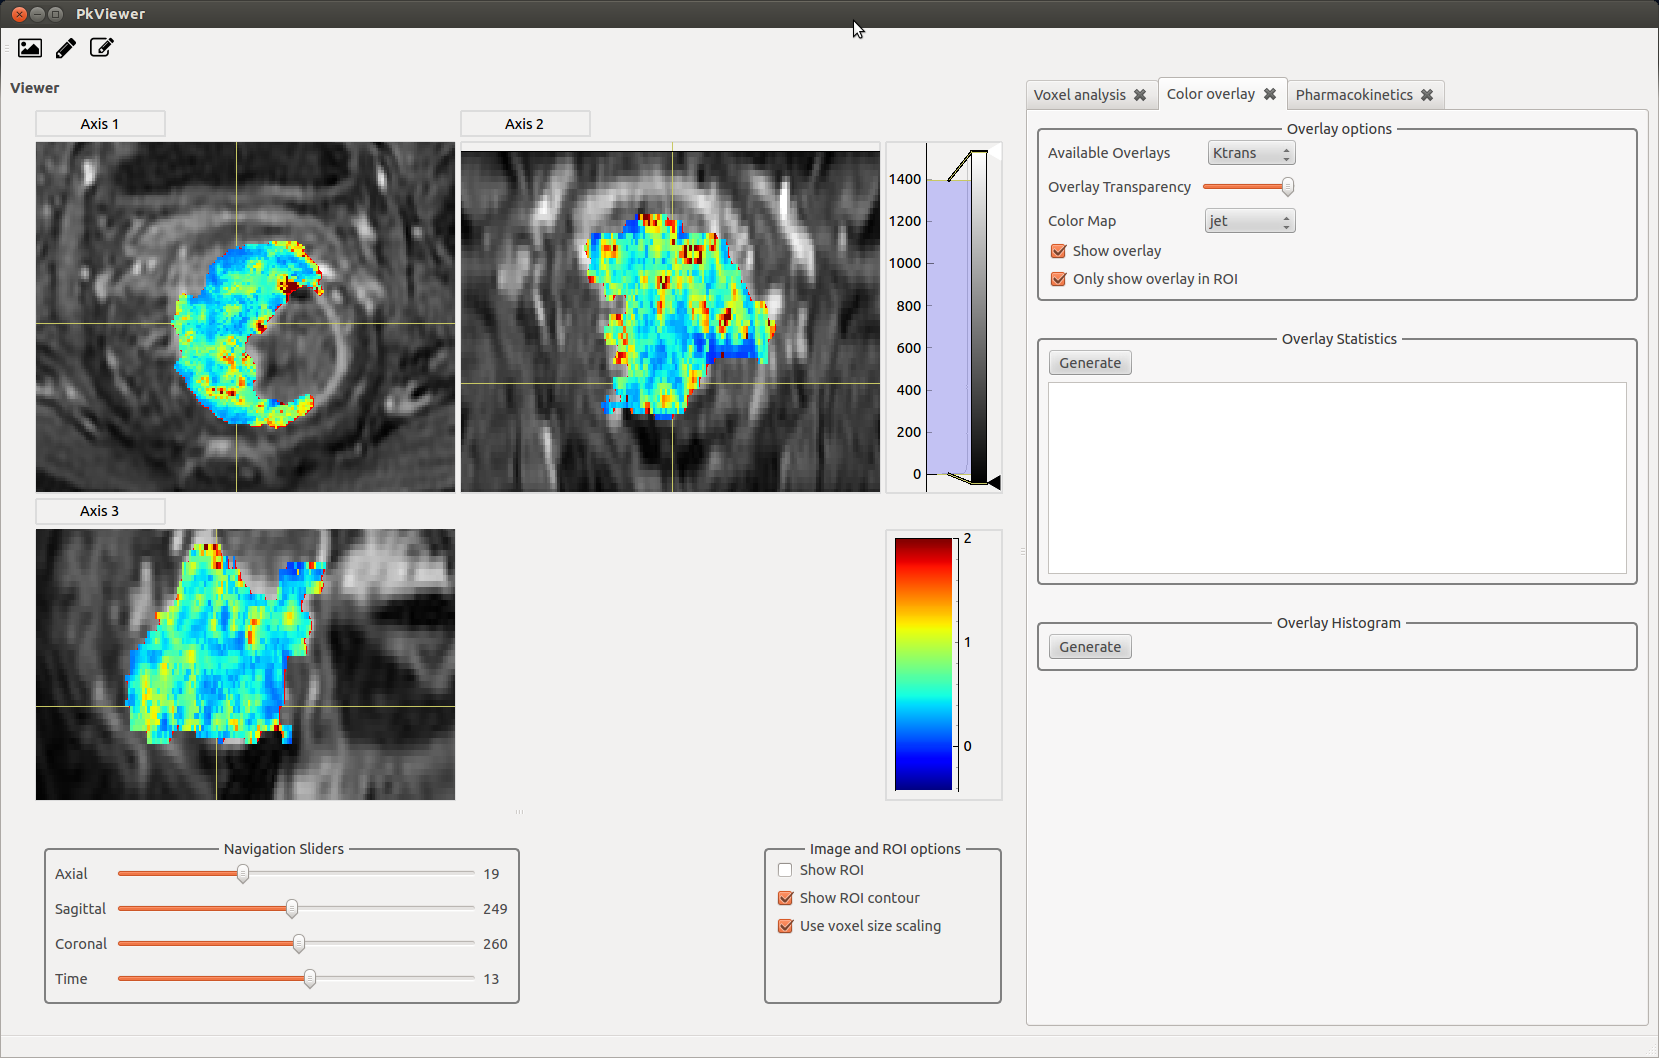 PkViewer
Viewer
Axis 1
Axis 2
1400
1200
1000
800
600
400
200
0
Axis 3
2
1
0
Navigation Sliders
Axial 19
Sagittal 249
Coronal 260
Time 13
Image and ROI options
Show ROI
Show ROI contour
Use voxel size scaling
Voxel analysis
Color overlay
Pharmacokinetics
Overlay options
Available Overlays Ktrans
Overlay Transparency
Color Map jet
Show overlay
Only show overlay in ROI
Overlay Statistics
Generate
Overlay Histogram
Generate